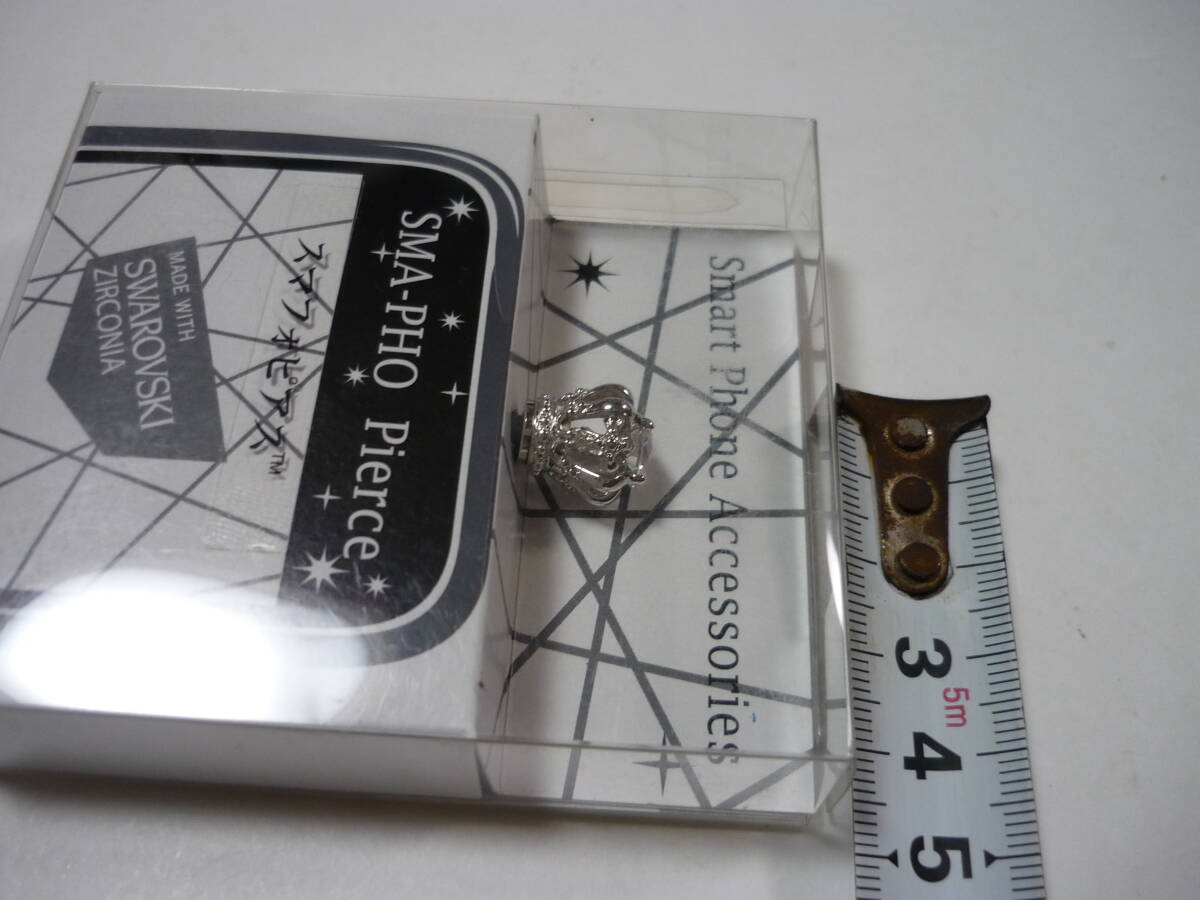 Smart Phone Accessories
SMA-PHO Pierce
スマフォピアス™
MADE WITH
SWAROVSKI
ZIRCONIA
3
5m
4
5